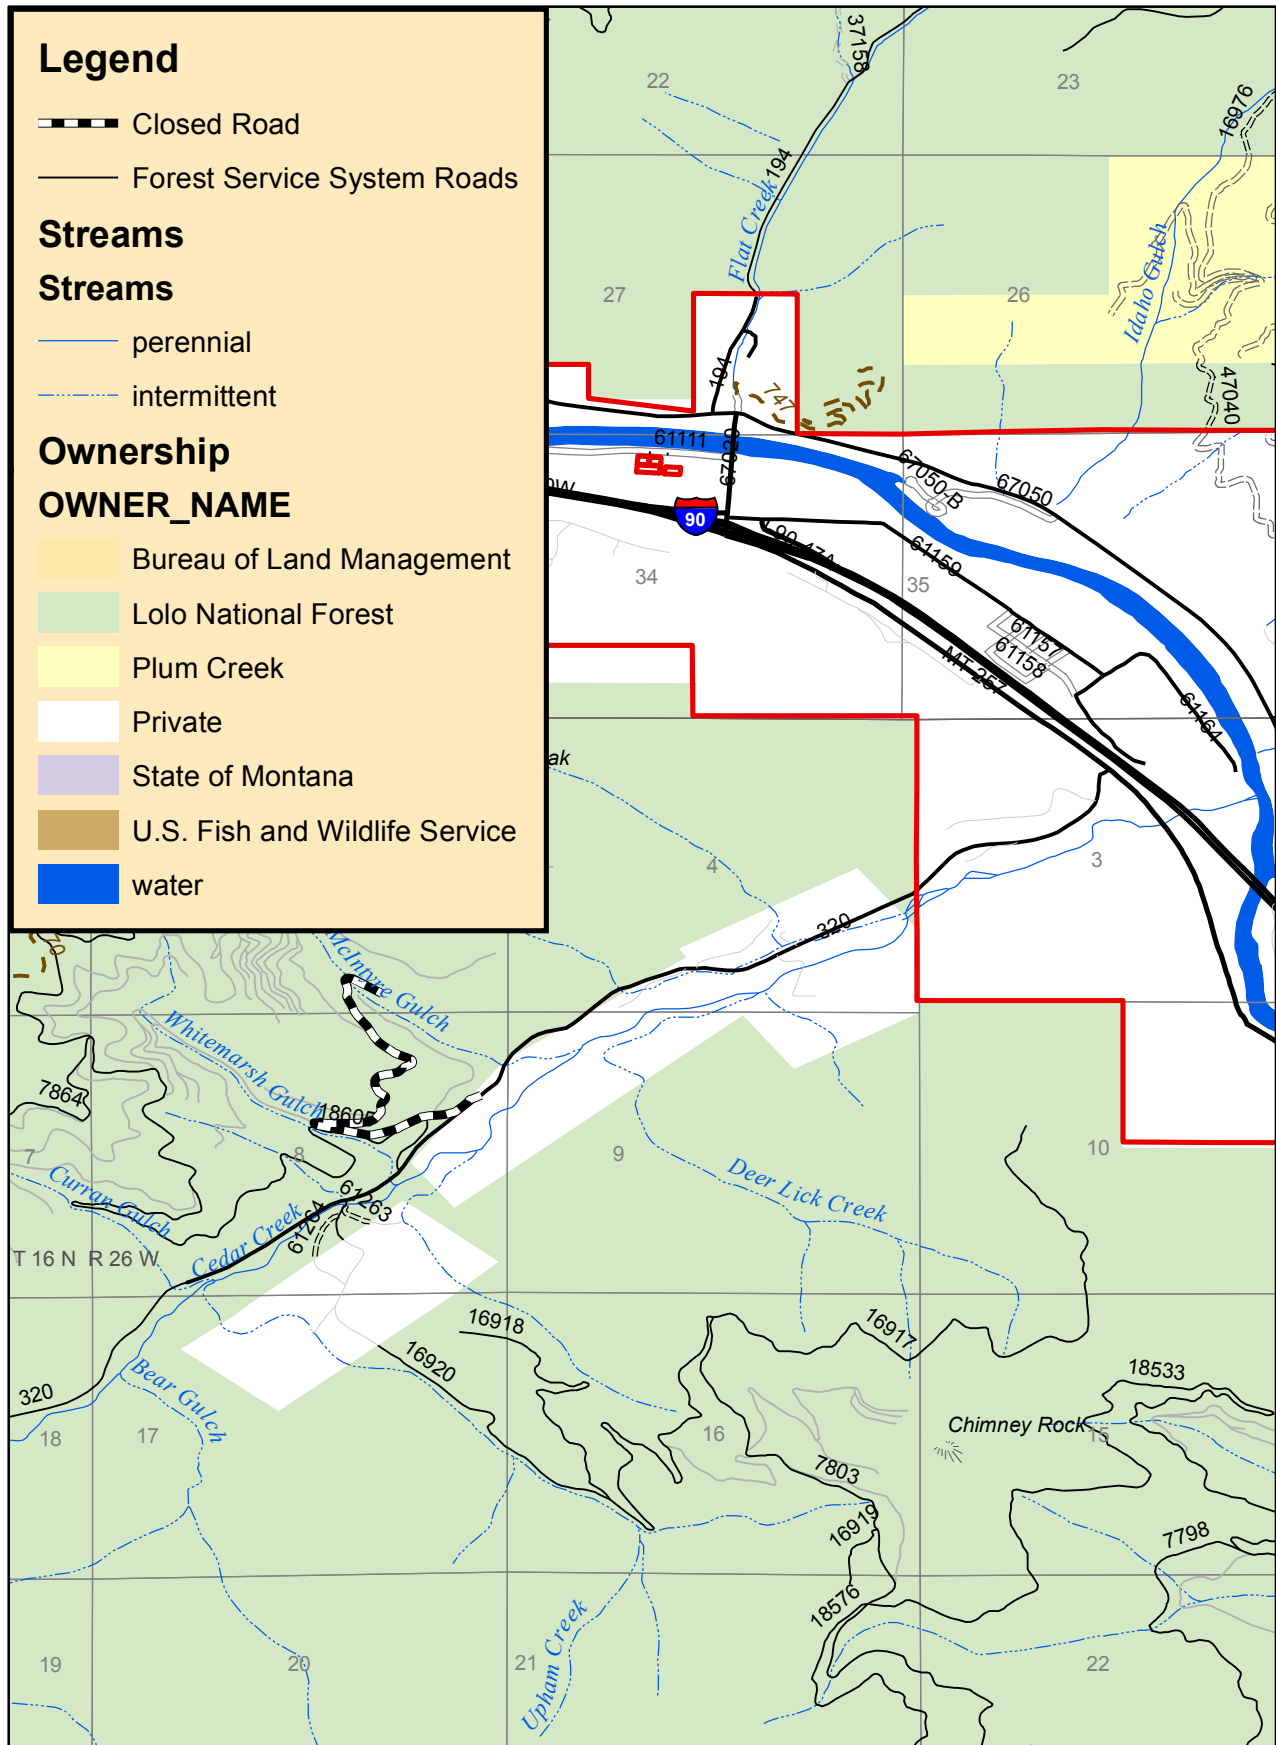 Legend
Closed Road
Forest Service System Roads
Streams
Streams
perennial
intermittent
Ownership
OWNER_NAME
Bureau of Land Management
Lolo National Forest
Plum Creek
Private
State of Montana
U.S. Fish and Wildlife Service
water
37158
22
23
16976
194
Flat Creek
Idaho Gulch
27
26
194
747
47040
61111
67020
67050-B
67050
90
61159
34
35
61157
61158
MT 257
61164
ak
4
3
320
McIntyre Gulch
Whitemarsh Gulch
7864
18605
7
8
9
10
Curran Gulch
61263
61264
Cedar Creek
Deer Lick Creek
T 16 N R 26 W
16918
16917
16920
18533
320
Bear Gulch
Chimney Rock
18
17
16
15
7803
16919
7798
18576
Upham Creek
19
20
21
22